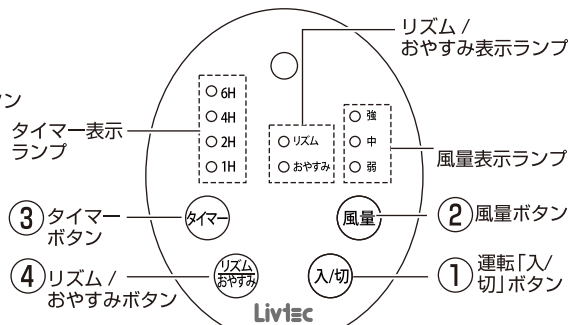 リズム /
おやすみ表示ランプ
ン
タイマー表示
ランプ
6H
4H
2H
1H
リズム
おやすみ
強
中
弱
風量表示ランプ
③ タイマー
ボタン
タイマー
風量
② 風量ボタン
④ リズム /
おやすみボタン
リズム
おやすみ
入/切
① 運転「入/
切」ボタン
Livtec